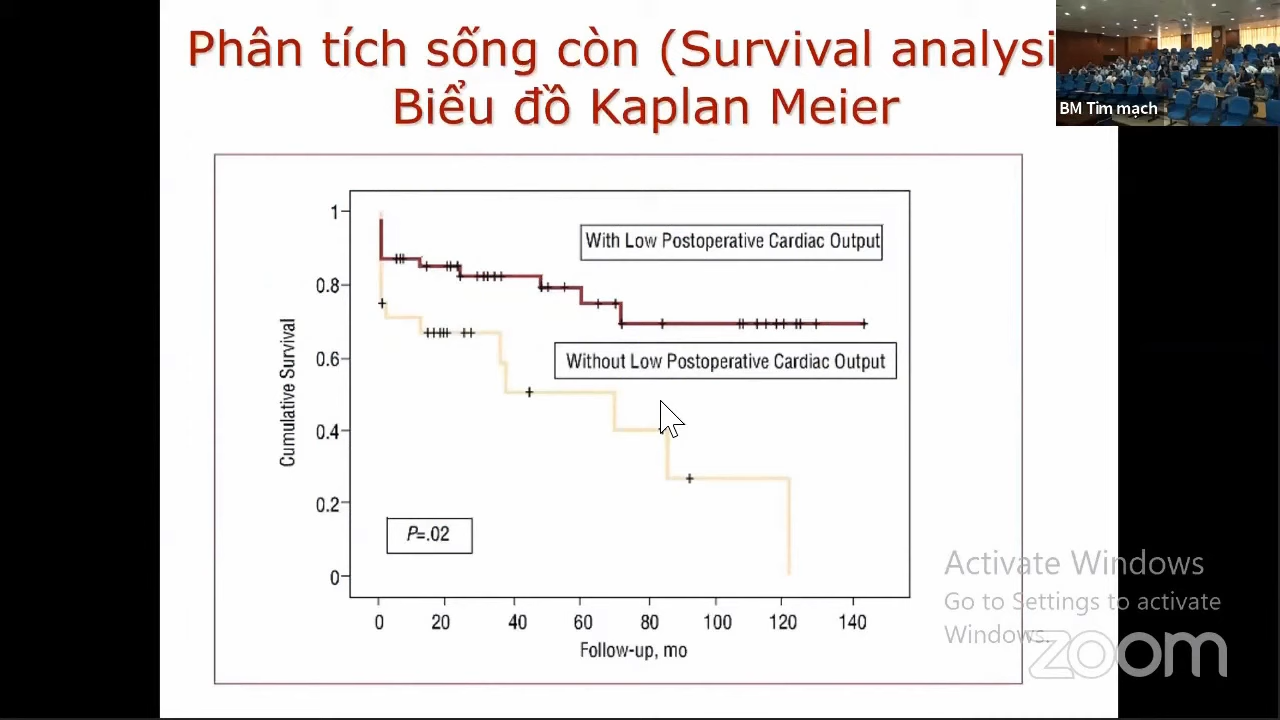 Phân tích sống còn (Survival analysi
Biểu đồ Kaplan Meier
BM Tim mạch
With Low Postoperative Cardiac Output
Without Low Postoperative Cardiac Output
P=.02
Cumulative Survival
1
0.8
0.6
0.4
0.2
0
0 20 40 60 80 100 120 140
Follow-up, mo
Activate Windows
Go to Settings to activate
Windows.
zoom